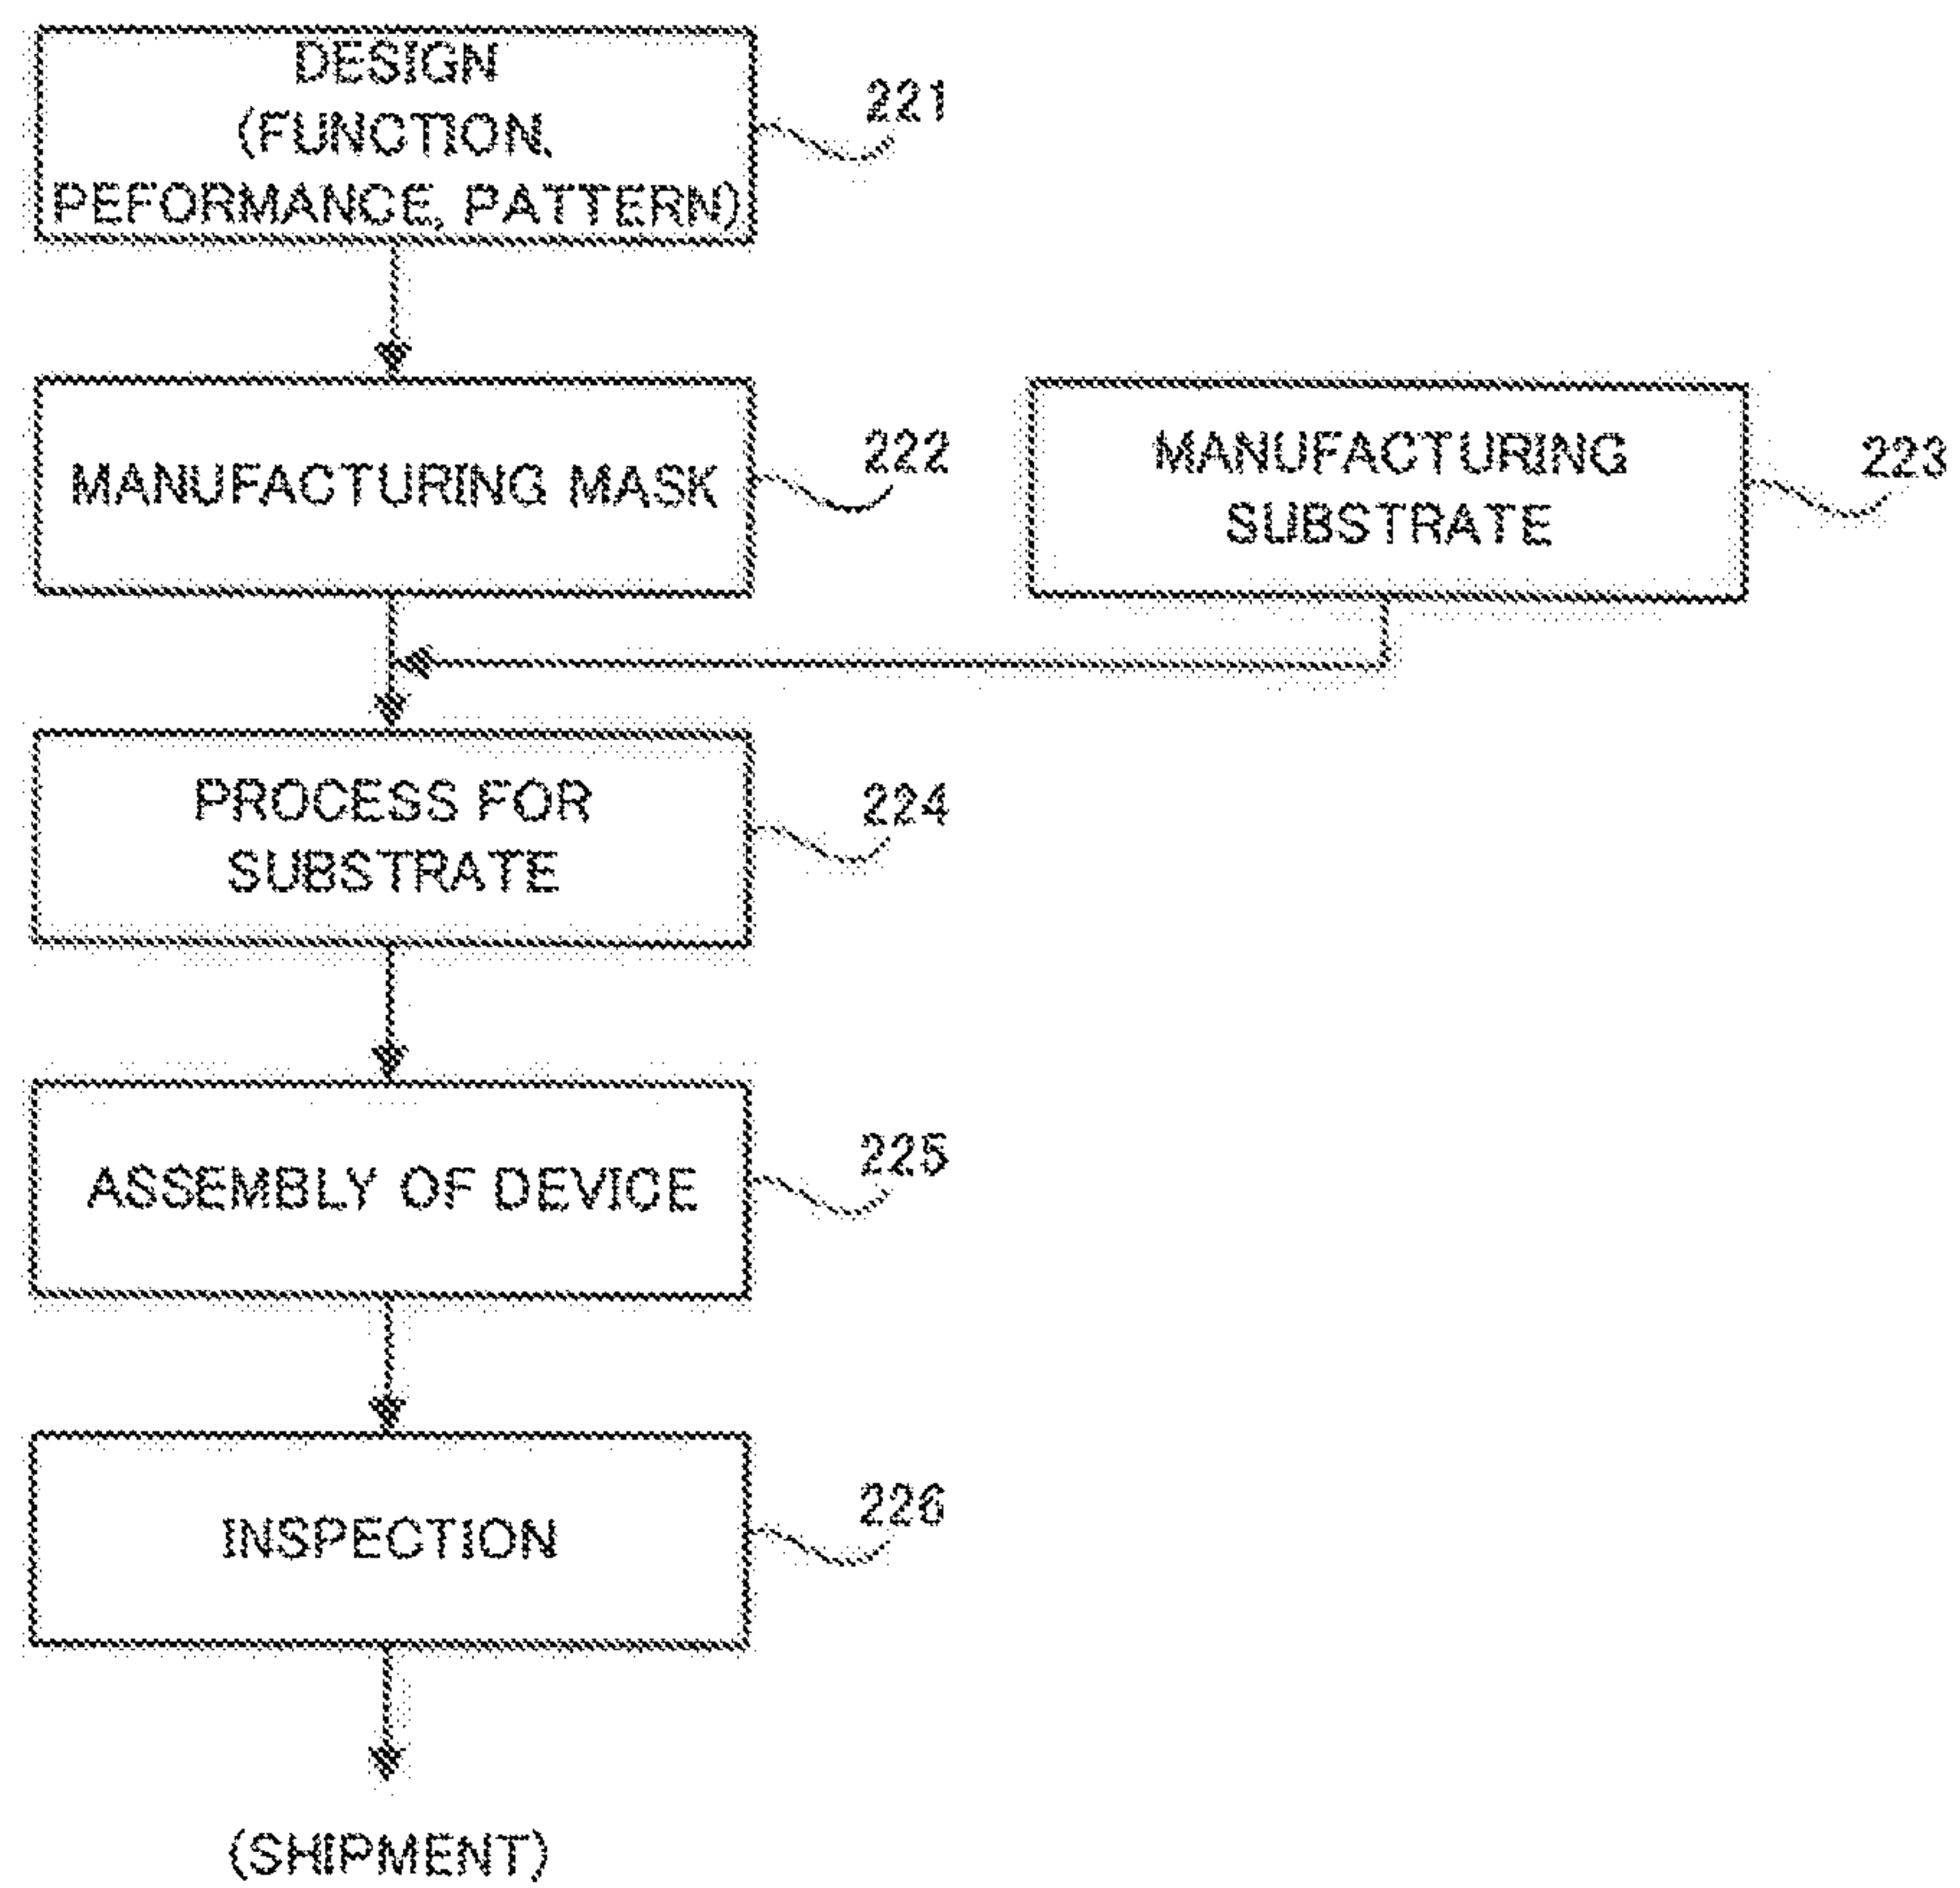 DESIGN
(FUNCTION,
PEFORMANCE, PATTERN)
221
MANUFACTURING MASK
222
MANUFACTURING
SUBSTRATE
223
PROCESS FOR
SUBSTRATE
224
ASSEMBLY OF DEVICE
225
INSPECTION
226
(SHIPMENT)